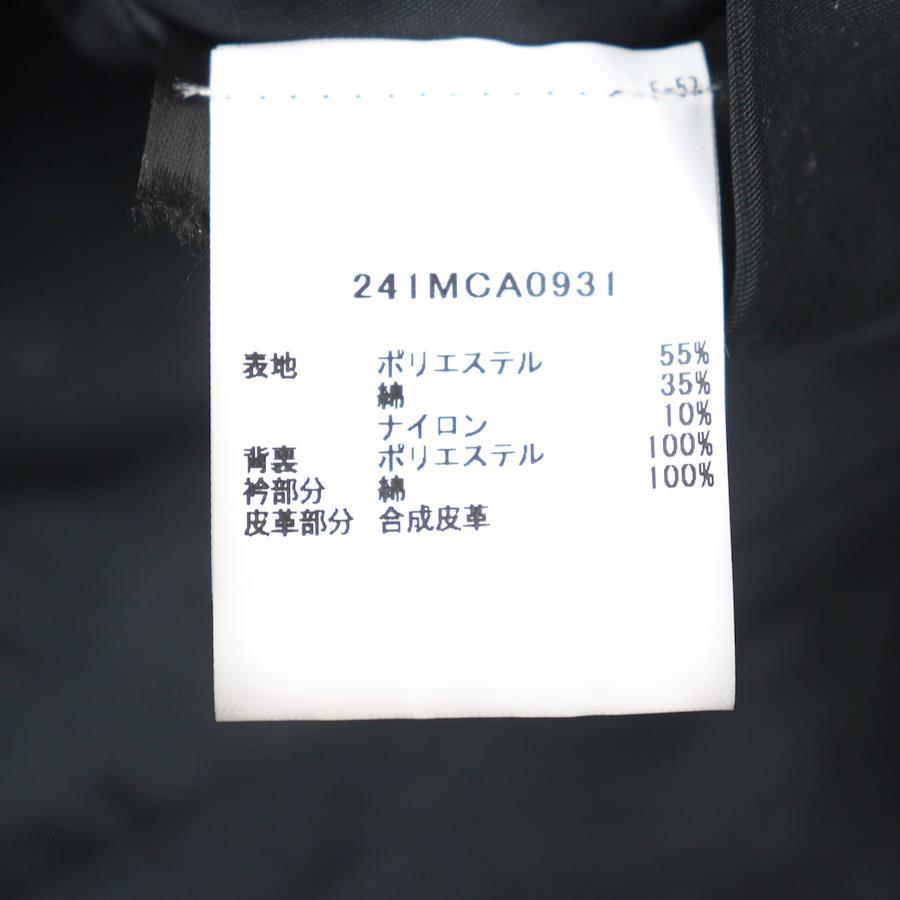 F-52
241MCA0931
表地 ポリエステル 55%
綿 35%
ナイロン 10%
背裏 ポリエステル 100%
衿部分 綿 100%
皮革部分 合成皮革